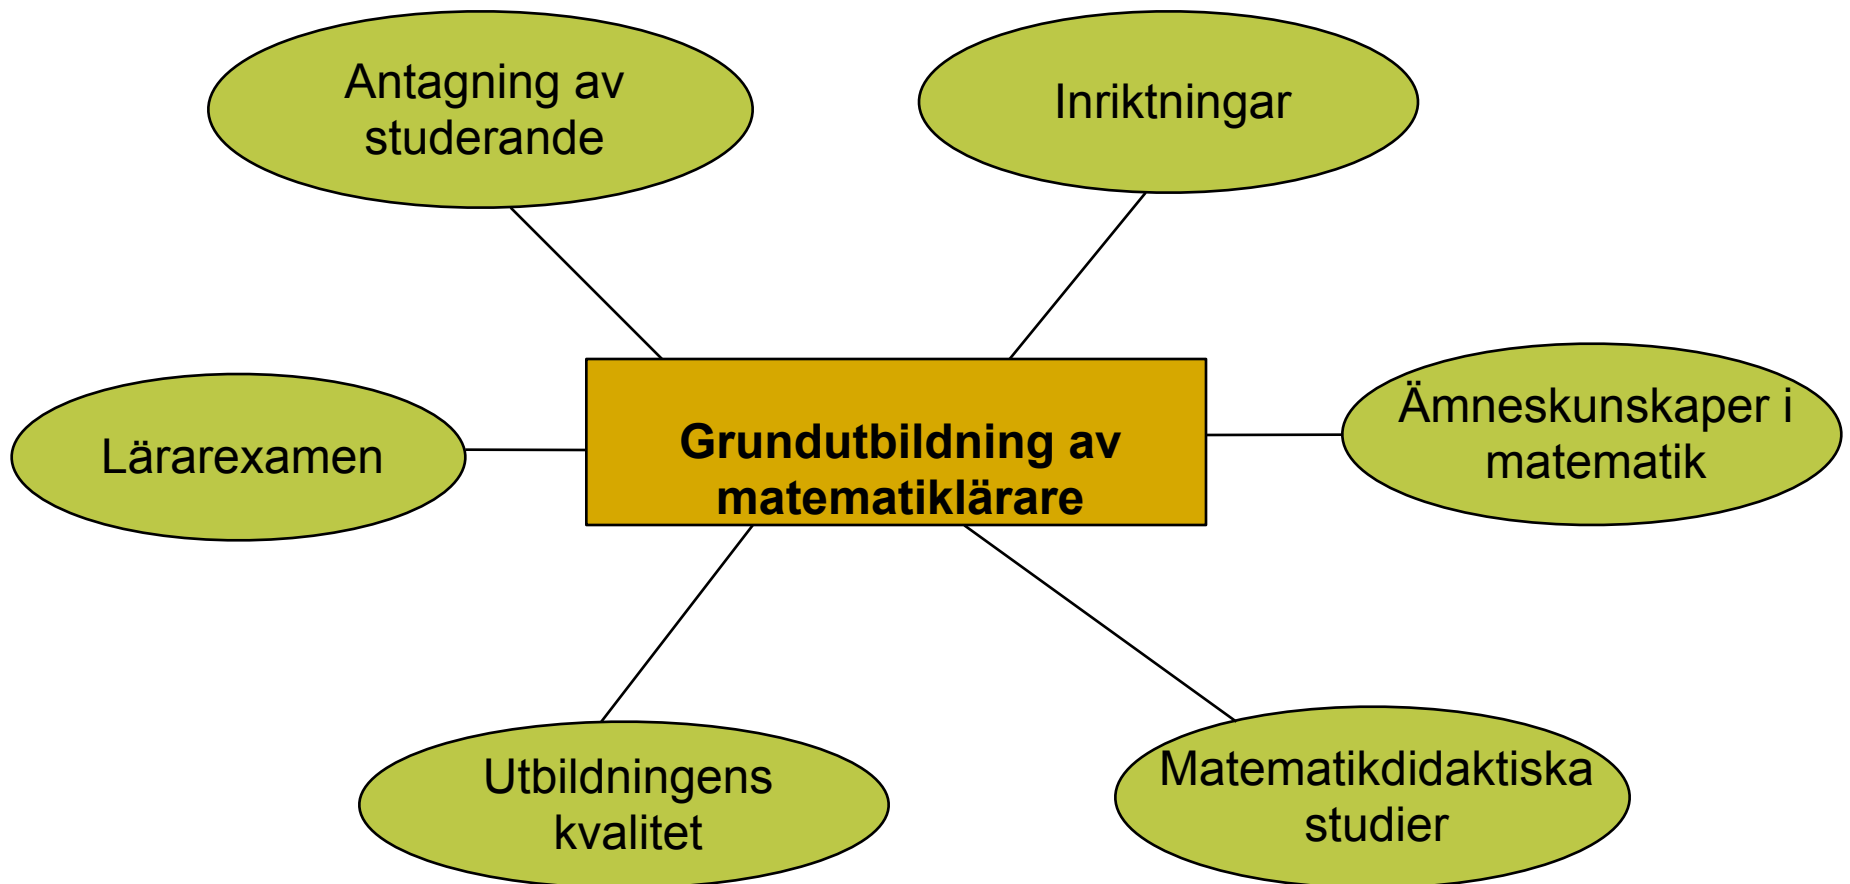 Antagning av
studerande
Inriktningar
Lärarexamen
Grundutbildning av
matematiklärare
Ämneskunskaper i
matematik
Utbildningens
kvalitet
Matematikdidaktiska
studier